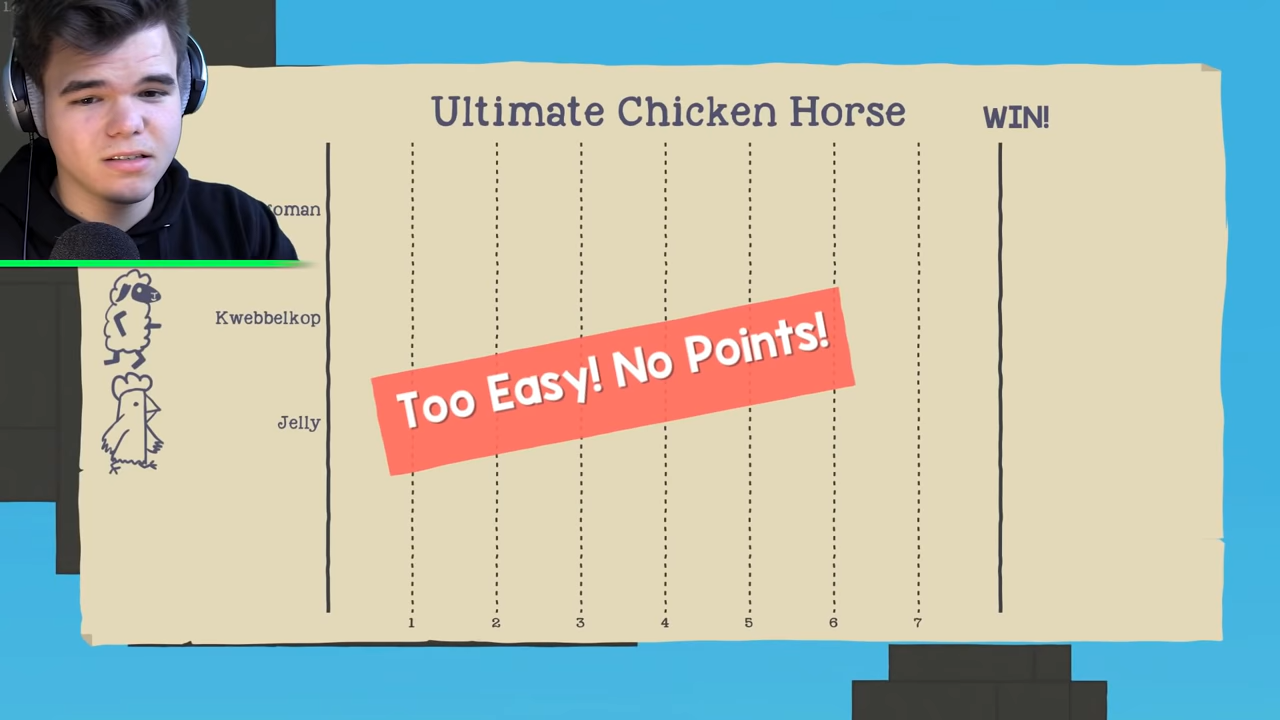 Ultimate Chicken Horse
WIN!
Kwebbelkop
Too Easy! No Points!
Jelly
1 2 3 4 5 6 7